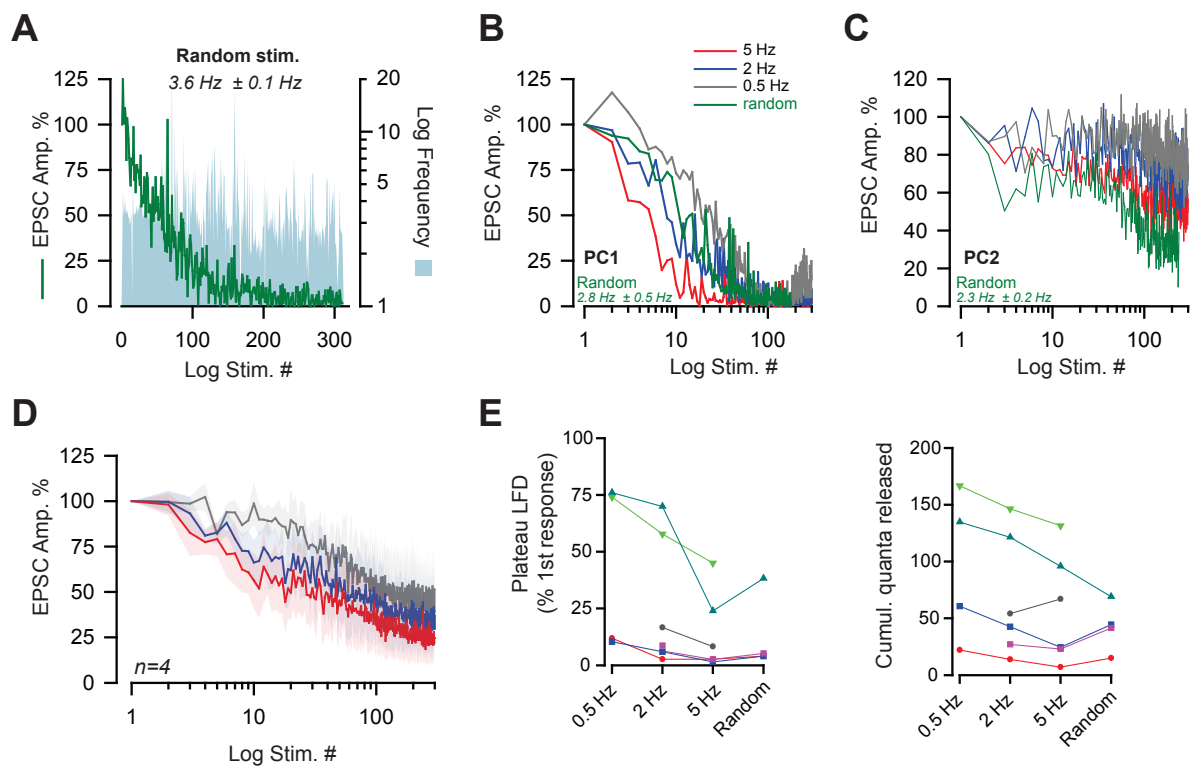 A
Random stim.
3.6 Hz ± 0.1 Hz
EPSC Amp. %
125
100
75
50
25
0
20
10
5
2
1
Log Frequency
0 100 200 300
Log Stim. #
B
5 Hz
2 Hz
0.5 Hz
random
EPSC Amp. %
125
100
75
50
25
0
PC1
Random
2.8 Hz ± 0.5 Hz
1 10 100
Log Stim. #
C
EPSC Amp. %
120
100
80
60
40
20
0
PC2
Random
2.3 Hz ± 0.2 Hz
1 10 100
Log Stim. #
D
EPSC Amp. %
125
100
75
50
25
0
n=4
1 10 100
Log Stim. #
E
Plateau LFD
(% 1st response)
100
75
50
25
0
0.5 Hz
2 Hz
5 Hz
Random
Cumul. quanta released
200
150
100
50
0
0.5 Hz
2 Hz
5 Hz
Random